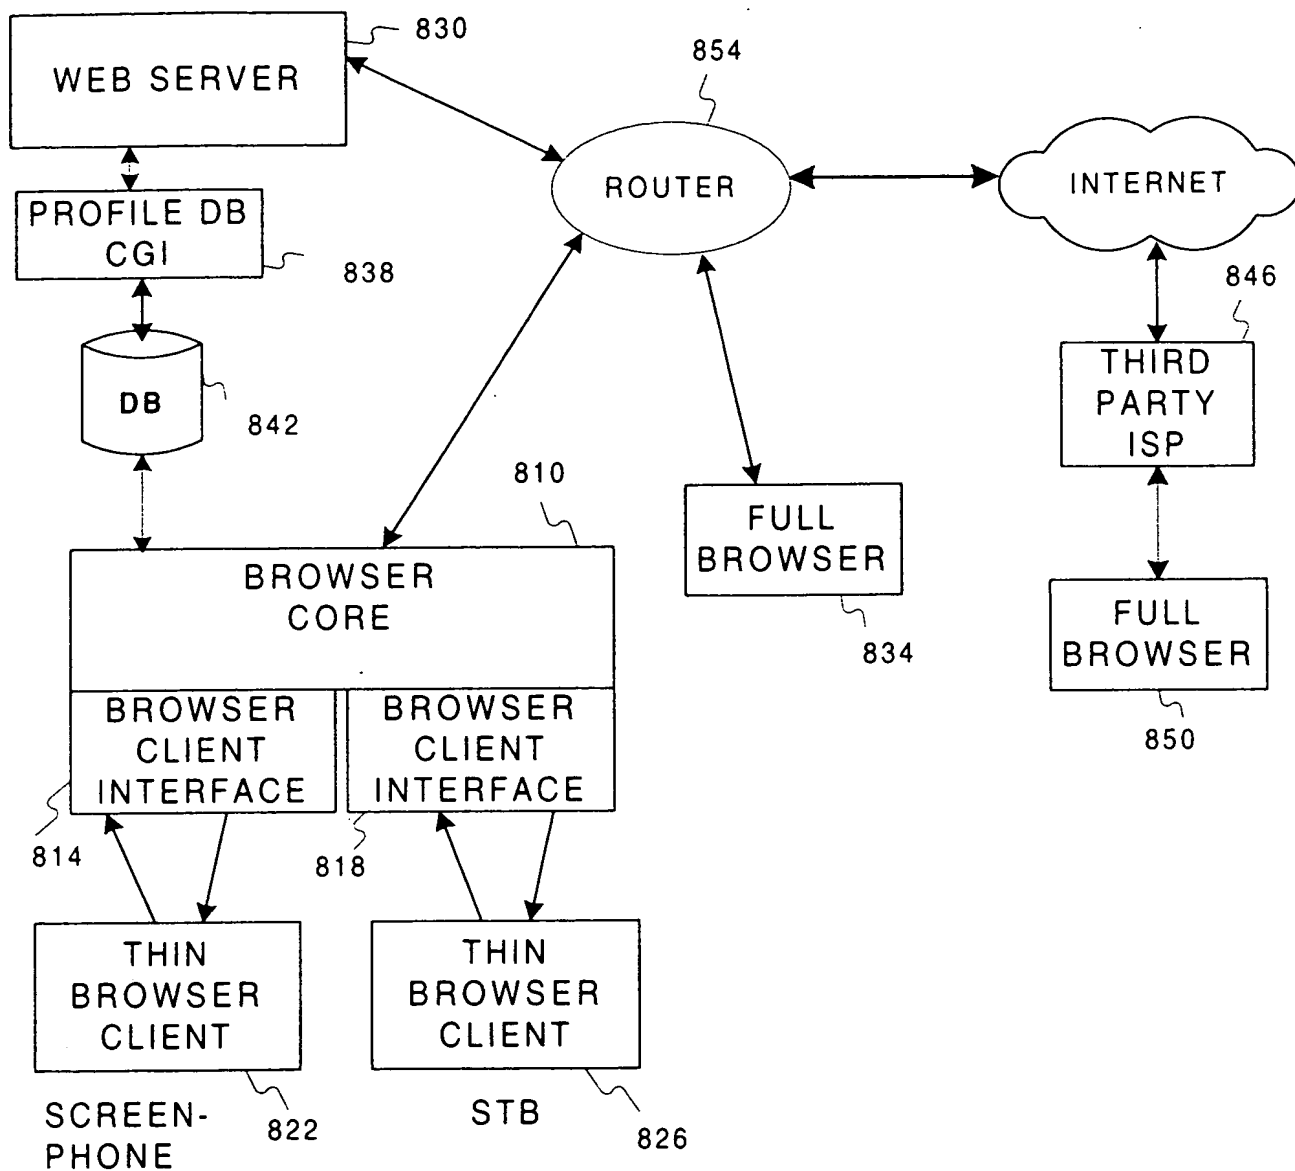 830
WEB SERVER
854
ROUTER
INTERNET
PROFILE DB
CGI
838
846
THIRD
PARTY
ISP
DB
842
810
FULL
BROWSER
834
BROWSER
CORE
FULL
BROWSER
850
BROWSER
CLIENT
INTERFACE
BROWSER
CLIENT
INTERFACE
814
818
THIN
BROWSER
CLIENT
THIN
BROWSER
CLIENT
SCREEN-
PHONE
822
STB
826